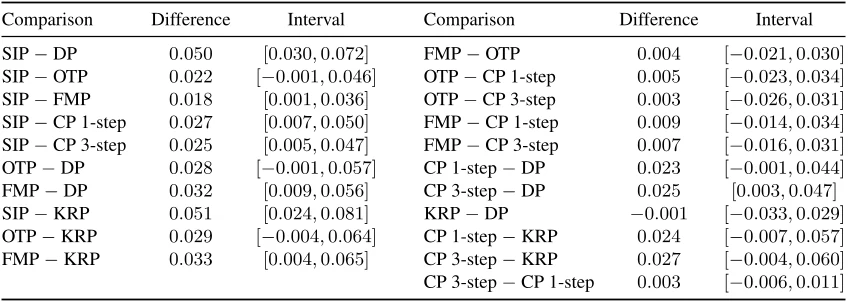 Comparison Difference Interval Comparison Difference Interval
SIP − DP 0.050 [0.030, 0.072] FMP − OTP 0.004 [−0.021, 0.030]
SIP − OTP 0.022 [−0.001, 0.046] OTP − CP 1-step 0.005 [−0.023, 0.034]
SIP − FMP 0.018 [0.001, 0.036] OTP − CP 3-step 0.003 [−0.026, 0.031]
SIP − CP 1-step 0.027 [0.007, 0.050] FMP − CP 1-step 0.009 [−0.014, 0.034]
SIP − CP 3-step 0.025 [0.005, 0.047] FMP − CP 3-step 0.007 [−0.016, 0.031]
OTP − DP 0.028 [−0.001, 0.057] CP 1-step − DP 0.023 [−0.001, 0.044]
FMP − DP 0.032 [0.009, 0.056] CP 3-step − DP 0.025 [0.003, 0.047]
SIP − KRP 0.051 [0.024, 0.081] KRP − DP −0.001 [−0.033, 0.029]
OTP − KRP 0.029 [−0.004, 0.064] CP 1-step − KRP 0.024 [−0.007, 0.057]
FMP − KRP 0.033 [0.004, 0.065] CP 3-step − KRP 0.027 [−0.004, 0.060]
CP 3-step − CP 1-step 0.003 [−0.006, 0.011]